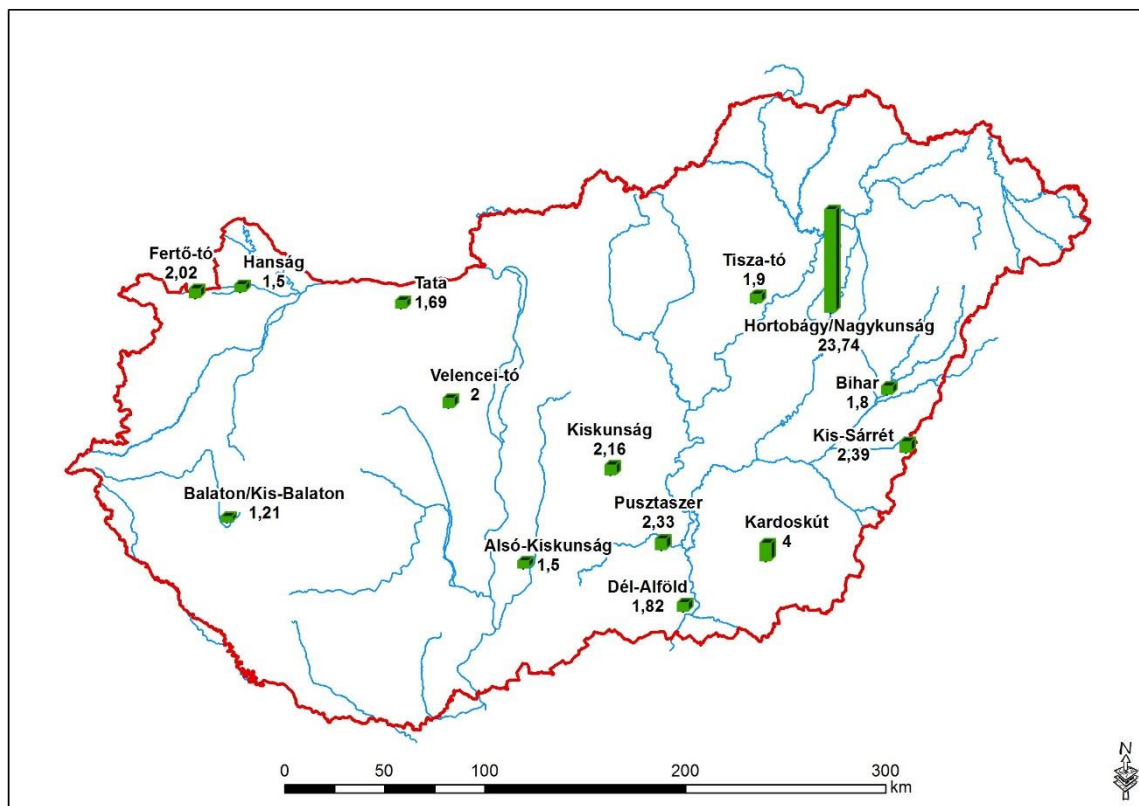 Fertő-tó
2,02
Hanság
1,5
Tata
1,69
Tisza-tó
1,9
Hortobágy/Nagykunság
23,74
Velencei-tó
2
Bihar
1,8
Kiskunság
2,16
Kis-Sárrét
2,39
Balaton/Kis-Balaton
1,21
Pusztaszer
2,33
Kardoskút
4
Alsó-Kiskunság
1,5
Dél-Alföld
1,82
N
0 50 100 200 300
km